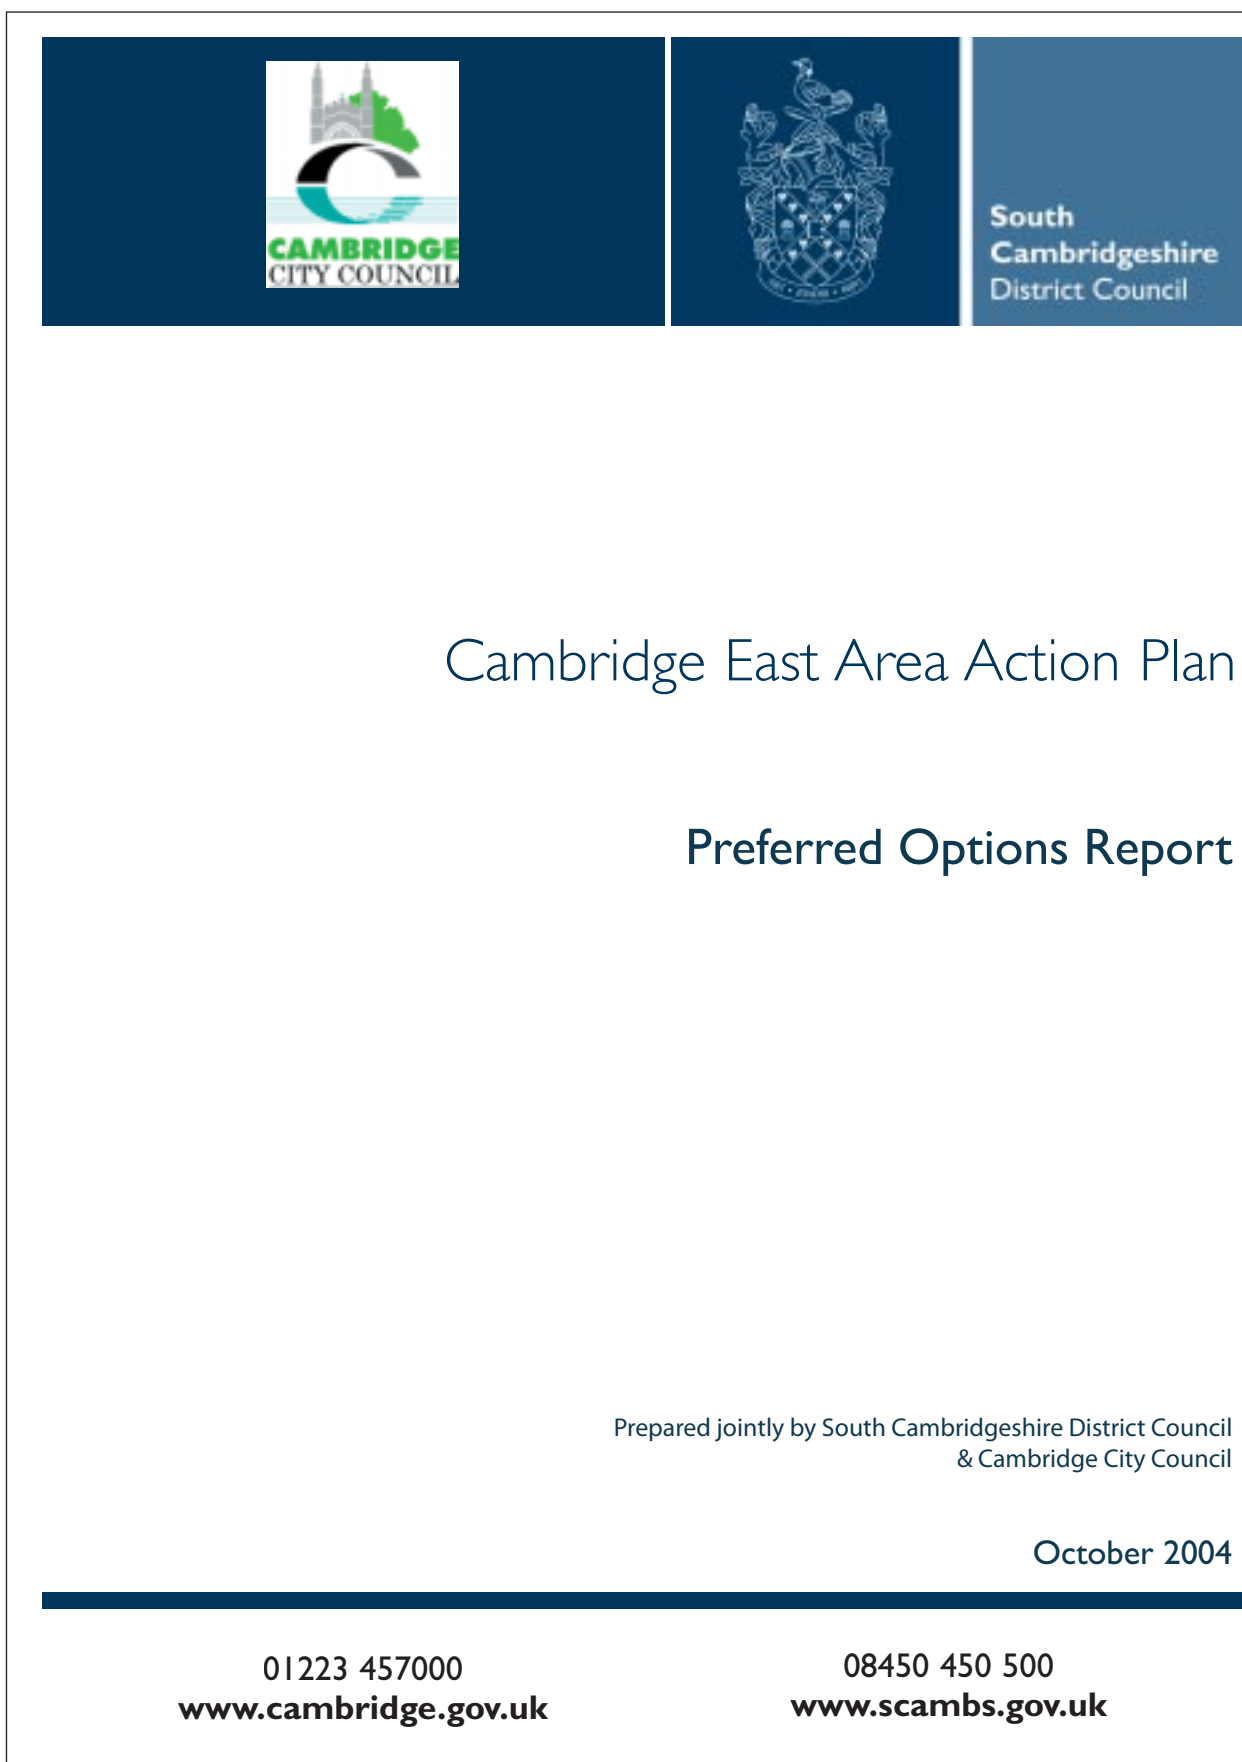 CAMBRIDGE
CITY COUNCIL
South
Cambridgeshire
District Council
Cambridge East Area Action Plan
Preferred Options Report
Prepared jointly by South Cambridgeshire District Council
& Cambridge City Council
October 2004
01223 457000
www.cambridge.gov.uk
08450 450 500
www.scambs.gov.uk